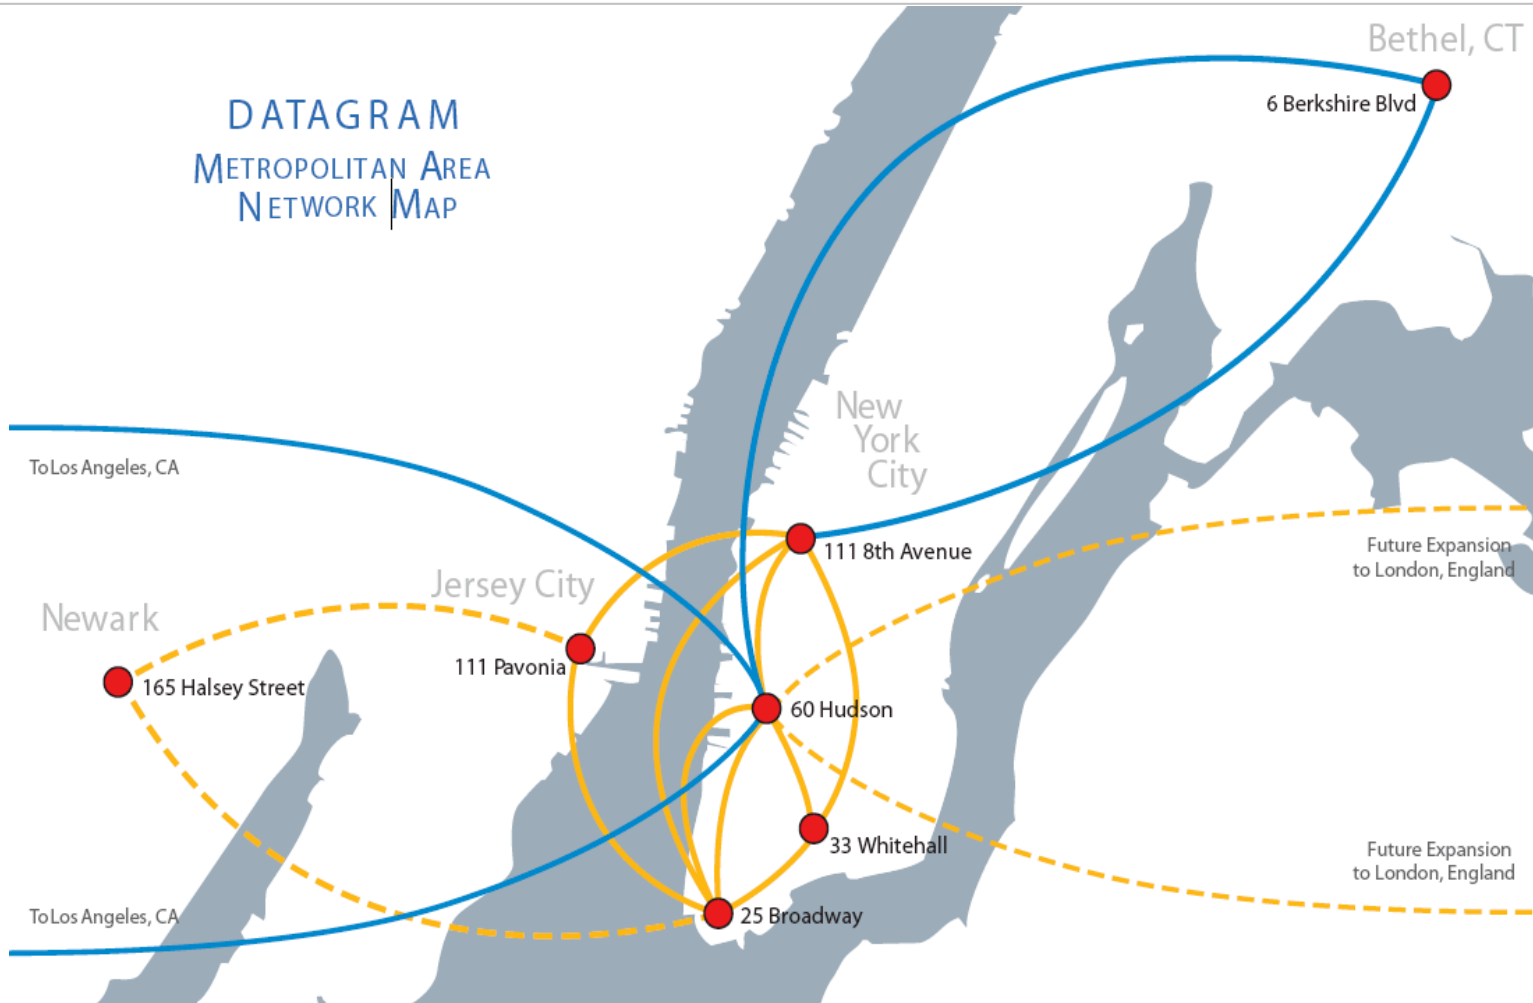 Bethel, CT
6 Berkshire Blvd
DATAGRAM
METROPOLITAN AREA
NETWORK MAP
New
York
City
To Los Angeles, CA
111 8th Avenue
Future Expansion
to London, England
Jersey City
Newark
111 Pavonia
165 Halsey Street
60 Hudson
33 Whitehall
Future Expansion
to London, England
To Los Angeles, CA
25 Broadway